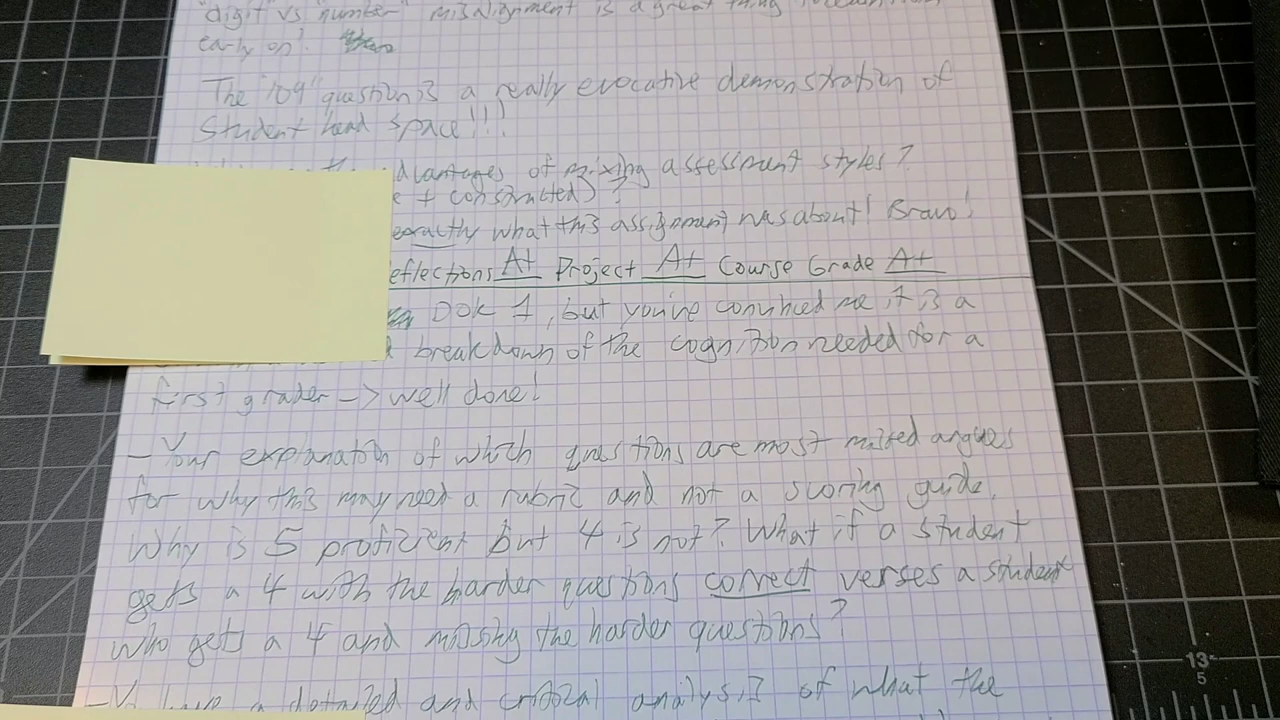 "digit vs number" misalignment is a great thing
early on!
The "109" question is a really evocative demonstration of
Student head space!!!
advantages of mixing assessment styles?
e + constructed)?
exactly what this assignment was about! Bravo!
eflections A+ Project A+ Course Grade A+
DOK 1, but you've convinced me it is a
breakdown of the cognition needed for a
first grader -> well done!
- Your explanation of which questions are most missed argues
for why this may need a rubric and not a scoring guide.
Why is 5 proficient but 4 is not? What if a student
gets a 4 with the harder questions correct verses a student
who gets a 4 and missing the harder questions?
- a detailed and critical analysis of what the
13
5